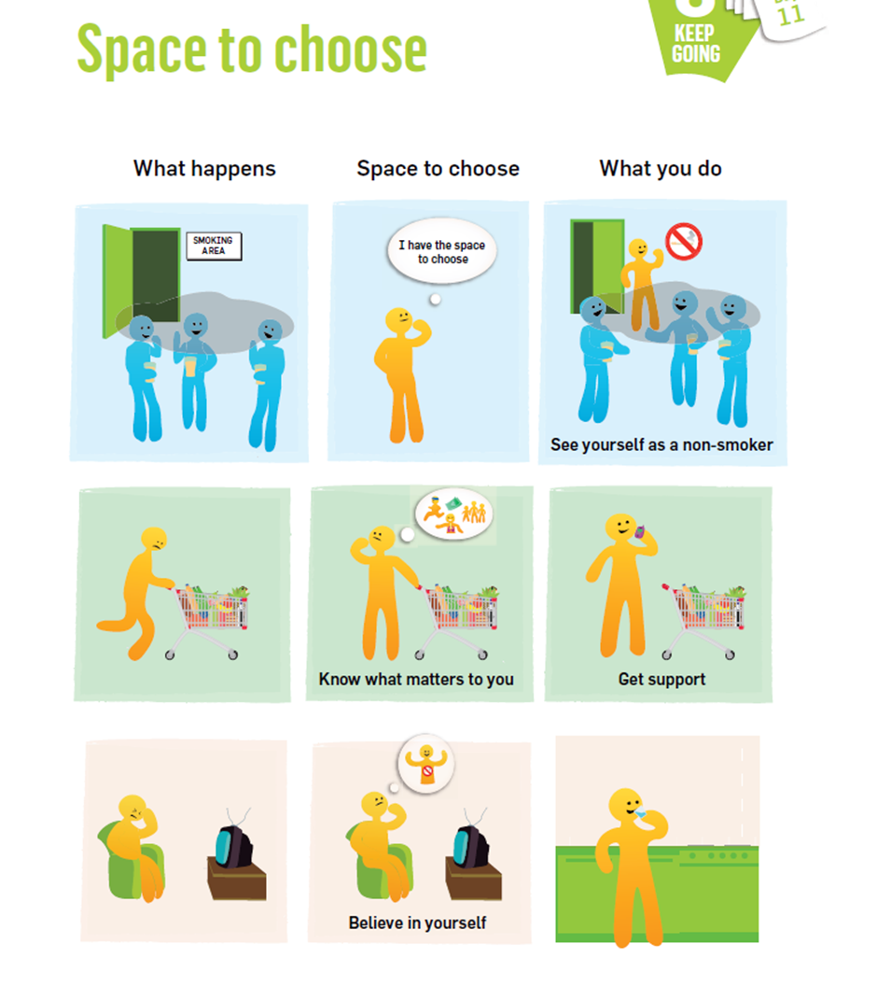 Space to choose
KEEP
GOING
11
What happens
Space to choose
What you do
SMOKING
AREA
I have the space
to choose
See yourself as a non-smoker
Know what matters to you
Get support
Believe in yourself